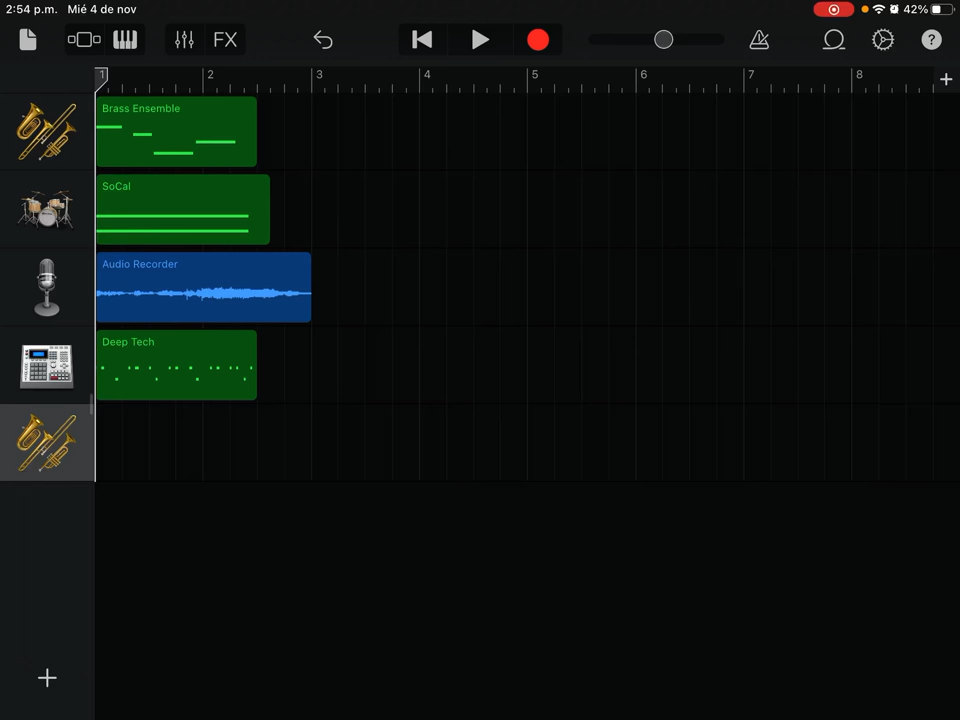 2:54 p.m. Mié 4 de nov 42%
FX
?
1 2 3 4 5 6 7 8
Brass Ensemble
SoCal
Audio Recorder
Deep Tech